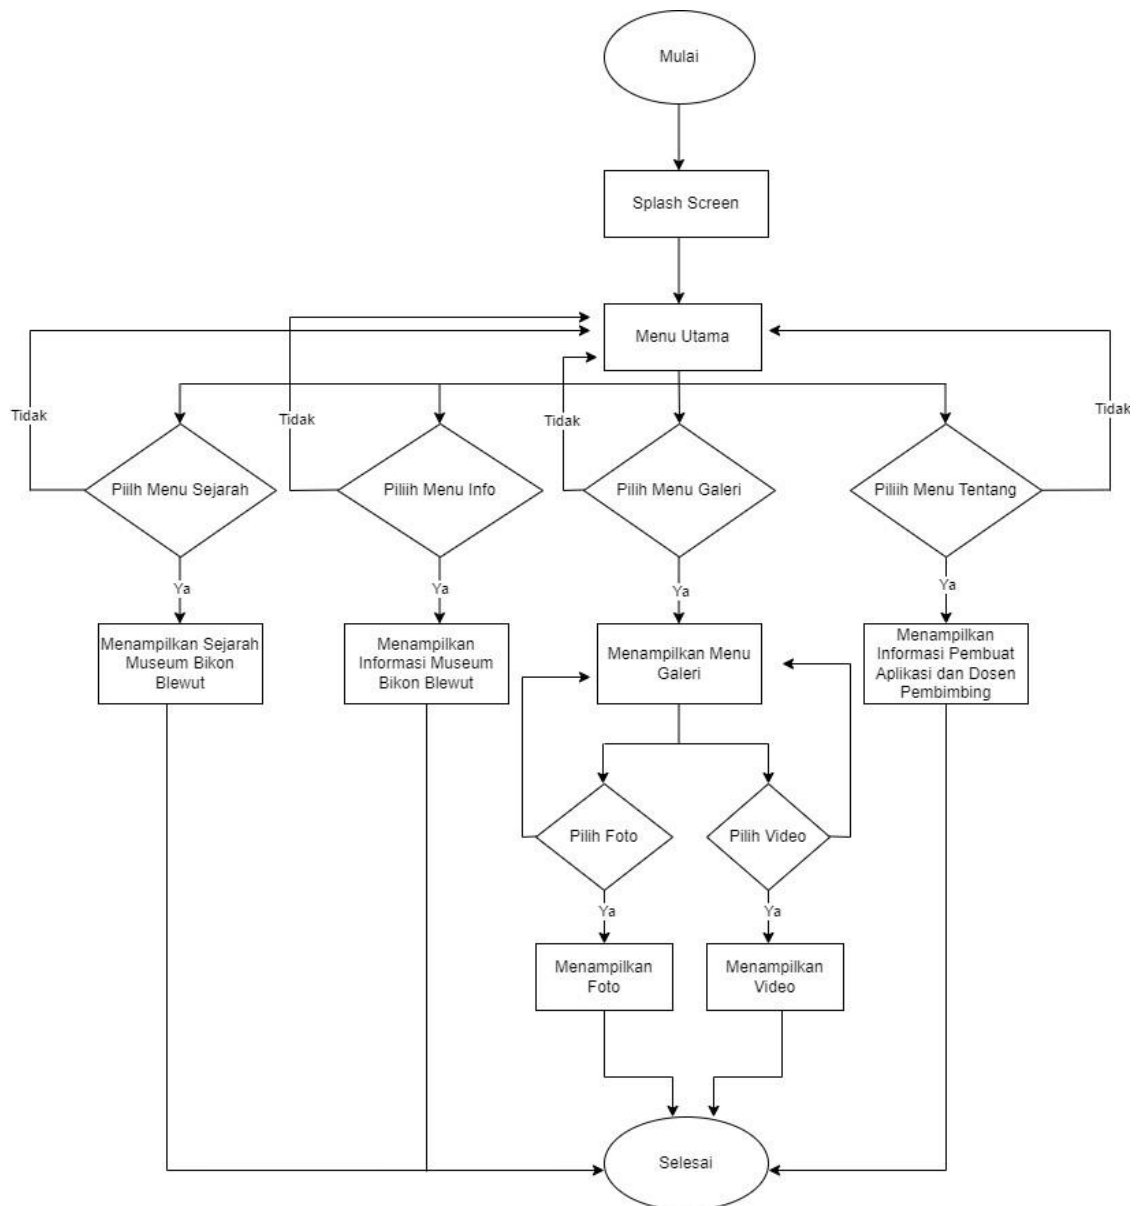 Mulai
Splash Screen
Menu Utama
Tidak
Tidak
Tidak
Tidak
Piilh Menu Sejarah
Piliih Menu Info
Pilih Menu Galeri
Piliih Menu Tentang
Ya
Ya
Ya
Ya
Menampilkan Sejarah
Museum Bikon
Blewut
Menampilkan
Informasi Museum
Bikon Blewut
Menampilkan Menu
Galeri
Menampilkan
Informasi Pembuat
Aplikasi dan Dosen
Pembimbing
Pilih Foto
Pilih Video
Ya
Ya
Menampilkan
Foto
Menampilkan
Video
Selesai